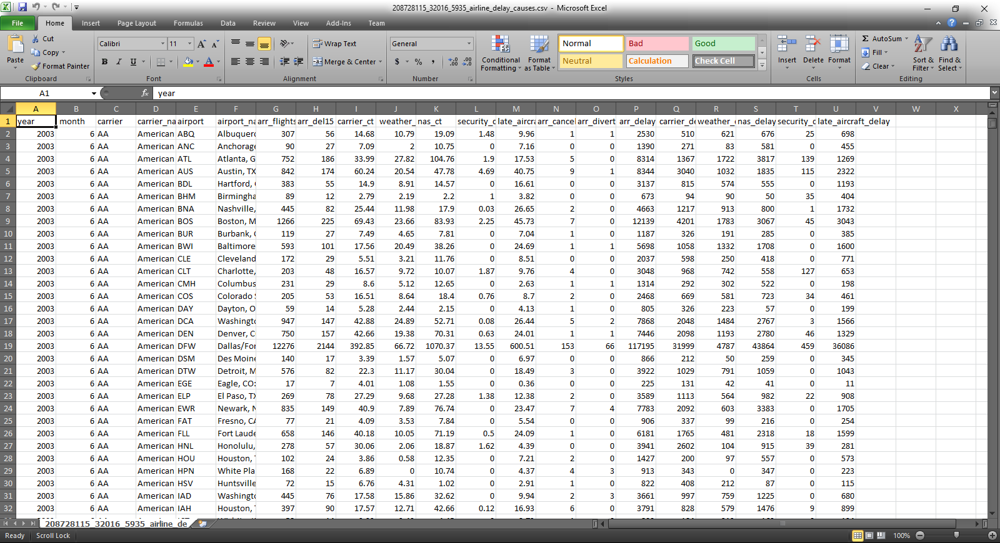 208728115_32016_5935_airline_delay_causes.csv - Microsoft Excel
File Home Insert Page Layout Formulas Data Review View Add-Ins Team
Paste Cut Copy Format Painter Clipboard
Calibri 11 B I U Font
Wrap Text Merge & Center Alignment
General $ % , Number
Conditional Formatting Format as Table Normal Bad Good Neutral Calculation Check Cell Styles
Insert Delete Format Cells
Σ AutoSum Fill Clear Sort & Filter Find & Select Editing
A1 fx year
A B C D E F G H I J K L M N O P Q R S T U V W X
1 year month carrier carrier_na airport airport_na arr_flights arr_del15 carrier_ct weather_ nas_ct security_c late_aircra arr_cancel arr_divert arr_delay carrier_de weather_ nas_delay security_c late_aircraft_delay
2 2003 6 AA American ABQ Albuquerc 307 56 14.68 10.79 19.09 1.48 9.96 1 1 2530 510 621 676 25 698
3 2003 6 AA American ANC Anchorage 90 27 7.09 2 10.75 0 7.16 0 0 1390 271 83 581 0 455
4 2003 6 AA American ATL Atlanta, G 752 186 33.99 27.82 104.76 1.9 17.53 5 0 8314 1367 1722 3817 139 1269
5 2003 6 AA American AUS Austin, TX 842 174 60.24 20.54 47.78 4.69 40.75 9 1 8344 3040 1032 1835 115 2322
6 2003 6 AA American BDL Hartford, 383 55 14.9 8.91 14.57 0 16.61 0 0 3137 815 574 555 0 1193
7 2003 6 AA American BHM Birmingha 89 12 2.79 2.19 2.2 1 3.82 0 0 673 94 90 50 35 404
8 2003 6 AA American BNA Nashville, 445 82 25.44 11.98 17.9 0.03 26.65 2 0 4663 1217 913 800 1 1732
9 2003 6 AA American BOS Boston, M 1266 225 69.43 23.66 83.93 2.25 45.73 7 0 12139 4201 1783 3067 45 3043
10 2003 6 AA American BUR Burbank, 119 27 7.49 4.65 7.81 0 7.04 1 0 1187 326 191 285 0 385
11 2003 6 AA American BWI Baltimore 593 101 17.56 20.49 38.26 0 24.69 1 1 5698 1058 1332 1708 0 1600
12 2003 6 AA American CLE Cleveland 172 29 5.51 3.21 11.76 0 8.51 0 0 2037 598 250 418 0 771
13 2003 6 AA American CLT Charlotte, 203 48 16.57 9.72 10.07 1.87 9.76 4 0 3048 968 742 558 127 653
14 2003 6 AA American CMH Columbus 231 29 8.6 5.12 12.65 0 2.63 1 1 1314 292 302 522 0 198
15 2003 6 AA American COS Colorado 205 53 16.51 8.64 18.4 0.76 8.7 2 0 2468 669 581 723 34 461
16 2003 6 AA American DAY Dayton, O 59 14 5.28 2.44 2.15 0 4.13 1 0 805 326 223 57 0 199
17 2003 6 AA American DCA Washingt 947 147 42.88 24.89 52.71 0.08 26.44 5 2 7868 2048 1484 2767 3 1566
18 2003 6 AA American DEN Denver, C 750 157 42.66 19.38 70.31 0.63 24.01 1 1 7446 2098 1193 2780 46 1329
19 2003 6 AA American DFW Dallas/For 12276 2144 392.85 66.72 1070.37 13.55 600.51 153 66 117195 31999 4787 43864 459 36086
20 2003 6 AA American DSM Des Moine 140 17 3.39 1.57 5.07 0 6.97 0 0 866 212 50 259 0 345
21 2003 6 AA American DTW Detroit, M 576 82 22.3 11.17 30.04 0 18.49 3 0 3922 1029 791 1059 0 1043
22 2003 6 AA American EGE Eagle, CO: 17 7 4.01 1.08 1.55 0 0.36 0 0 225 131 42 41 0 11
23 2003 6 AA American ELP El Paso, TX 269 78 27.29 9.68 27.28 1.38 12.38 2 0 3589 1113 564 982 22 908
24 2003 6 AA American EWR Newark, N 835 149 40.9 7.89 76.74 0 23.47 7 4 7783 2092 603 3383 0 1705
25 2003 6 AA American FAT Fresno, CA 77 21 4.09 3.53 7.84 0 5.54 0 0 906 337 99 216 0 254
26 2003 6 AA American FLL Fort Laude 658 146 40.18 10.05 71.19 0.5 24.09 1 0 6181 1765 481 2318 18 1599
27 2003 6 AA American HNL Honolulu, 278 57 30.06 2.06 18.87 1.62 4.39 0 0 3941 2602 104 915 39 281
28 2003 6 AA American HOU Houston, 102 24 3.86 0.58 12.35 0 7.21 2 0 1427 200 97 557 0 573
29 2003 6 AA American HPN White Pla 168 22 6.89 0 10.74 0 4.37 4 3 913 343 0 347 0 223
30 2003 6 AA American HSV Huntsville 72 15 6.76 4.31 1.02 0 2.91 1 0 822 408 212 87 0 115
31 2003 6 AA American IAD Washingt 445 76 17.58 15.86 32.62 0 9.94 2 3 3661 997 759 1225 0 680
32 2003 6 AA American IAH Houston, 397 90 17.57 12.71 42.66 0.12 16.93 6 0 3791 828 579 1476 9 899
208728115_32016_5935_airline_de
Ready Scroll Lock 100%